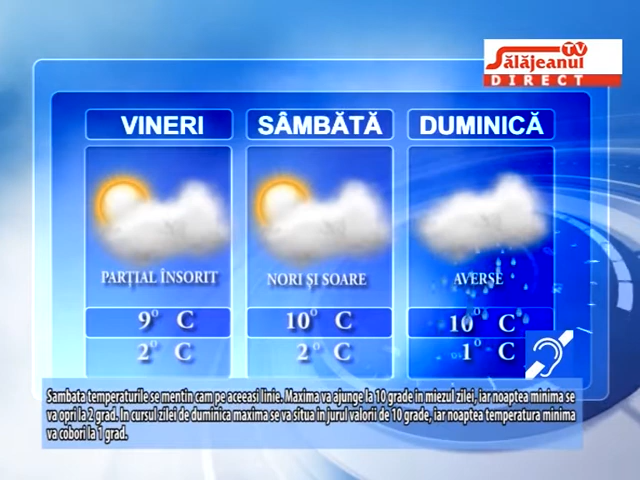 Sălăjeanul TV
DIRECT
VINERI SÂMBĂTĂ DUMINICĂ
PARȚIAL ÎNSORIT NORI ȘI SOARE AVERSE
9° C 10° C 10° C
2° C 2° C 1° C
Sambata temperaturile se mentin cam pe aceeasi linie. Maxima va ajunge la 10 grade in miezul zilei, iar noaptea minima se
va opri la 2 grad. In cursul zilei de duminica maxima se va situa in jurul valorii de 10 grade, iar noaptea temperatura minima
va cobori la 1 grad.